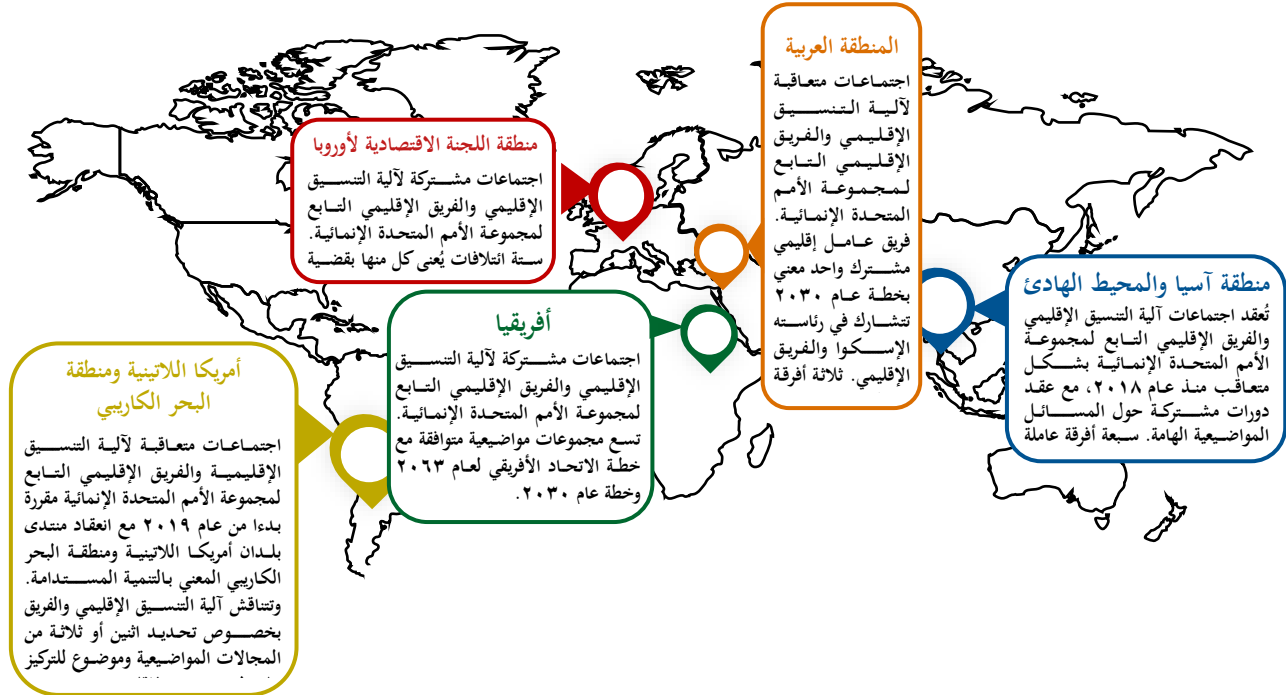 المنطقة العربية
اجتماعات متعاقبة
لآلية التنسيق
الإقليمي والفريق
الإقليمي التابع
لمجموعة الأمم
المتحدة الإنمائية.
فريق عامل إقليمي
مشترك واحد معني
بخطة عام ٢٠٣٠
تتشارك في رئاسته
الإسكوا والفريق
الإقليمي. ثلاثة أفرقة
منطقة اللجنة الاقتصادية لأوروبا
اجتماعات مشتركة لآلية التنسيق
الإقليمي والفريق الإقليمي التابع
لمجموعة الأمم المتحدة الإنمائية.
ستة ائتلافات يُعنى كل منها بقضية
منطقة آسيا والمحيط الهادئ
تُعقد اجتماعات آلية التنسيق الإقليمي
والفريق الإقليمي التابع لمجموعة
الأمم المتحدة الإنمائية بشكل
متعاقب منذ عام ٢٠١٨، مع عقد
دورات مشتركة حول المسائل
المواضيعية الهامة. سبعة أفرقة عاملة
أفريقيا
اجتماعات مشتركة لآلية التنسيق
الإقليمي والفريق الإقليمي التابع
لمجموعة الأمم المتحدة الإنمائية.
تسع مجموعات مواضيعية متوافقة مع
خطة الاتحاد الأفريقي لعام ٢٠٦٣
وخطة عام ٢٠٣٠.
أمريكا اللاتينية ومنطقة
البحر الكاريبي
اجتماعات متعاقبة لآلية التنسيق
الإقليمية والفريق الإقليمي التابع
لمجموعة الأمم المتحدة الإنمائية مقررة
بدءا من عام ٢٠١٩ مع انعقاد منتدى
بلدان أمريكا اللاتينية ومنطقة البحر
الكاريبي المعني بالتنمية المستدامة.
وتتناقش آلية التنسيق الإقليمي والفريق
بخصوص تحديد اثنين أو ثلاثة من
المجالات المواضيعية وموضوع للتركيز